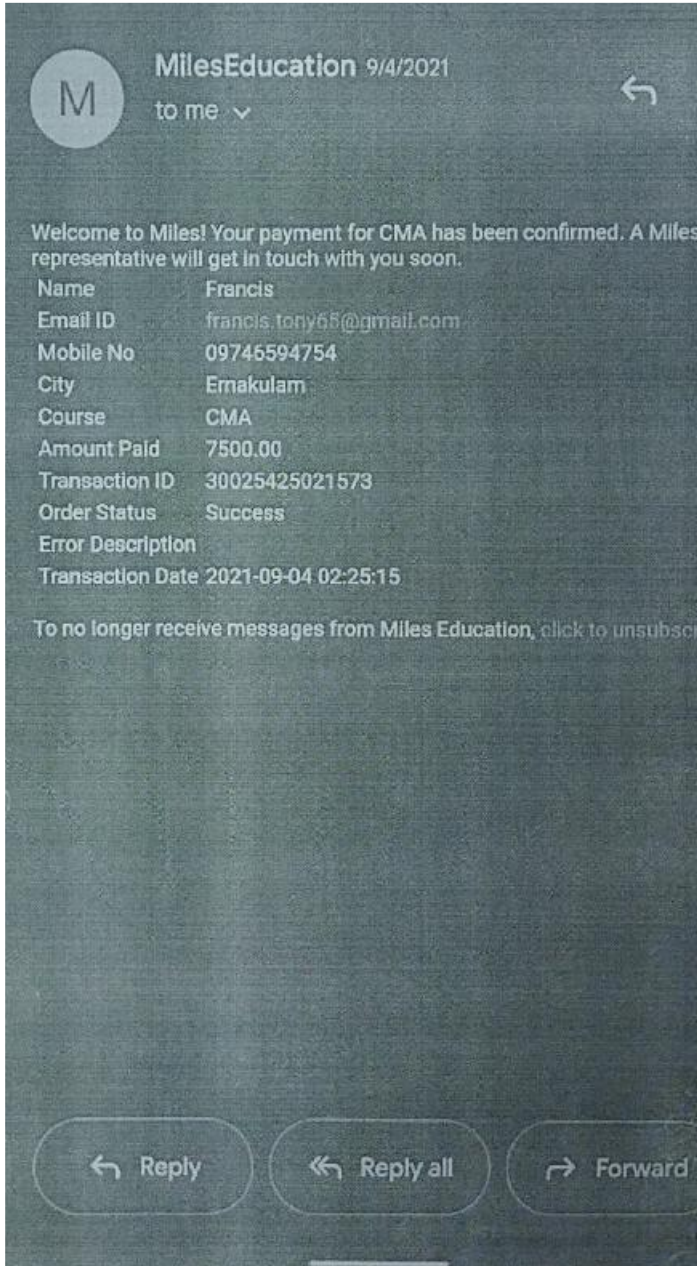 MilesEducation 9/4/2021
M
to me
Welcome to Miles! Your payment for CMA has been confirmed. A Miles
representative will get in touch with you soon.
Name Francis
Email ID francis.tony65@gmail.com
Mobile No 09746594754
City Ernakulam
Course CMA
Amount Paid 7500.00
Transaction ID 30025425021573
Order Status Success
Error Description
Transaction Date 2021-09-04 02:25:15
To no longer receive messages from Miles Education, click to unsubscr
Reply Reply all Forward